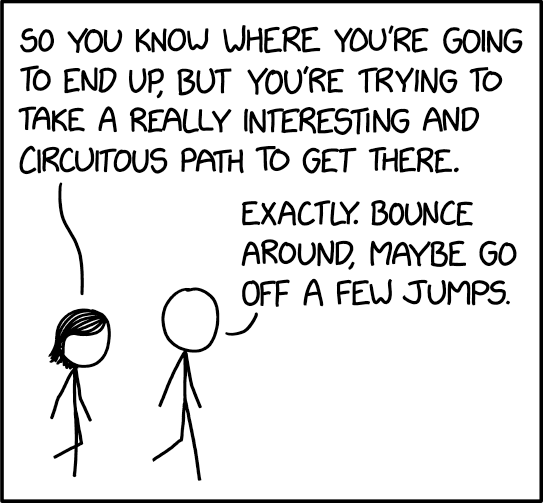 SO YOU KNOW WHERE YOU'RE GOING
TO END UP, BUT YOU'RE TRYING TO
TAKE A REALLY INTERESTING AND
CIRCUITOUS PATH TO GET THERE.
EXACTLY. BOUNCE
AROUND, MAYBE GO
OFF A FEW JUMPS.